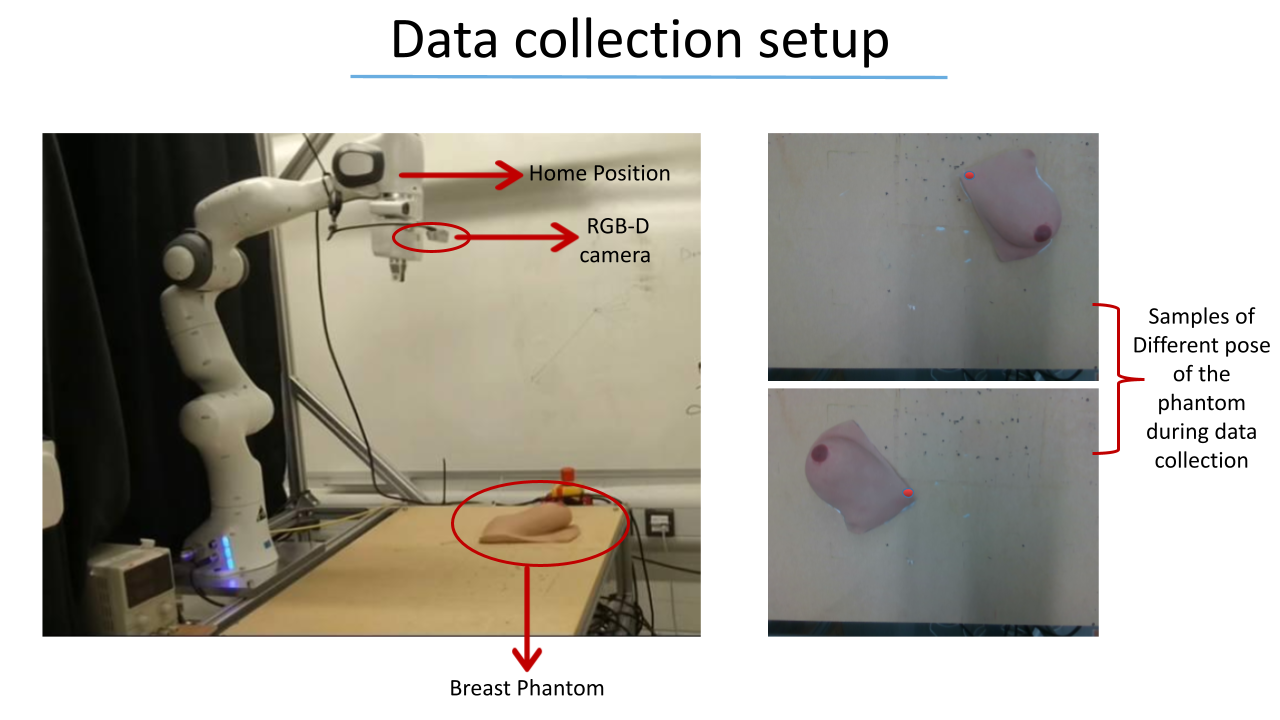 Data collection setup
Home Position
RGB-D
camera
Breast Phantom
Samples of
Different pose
of the
phantom
during data
collection